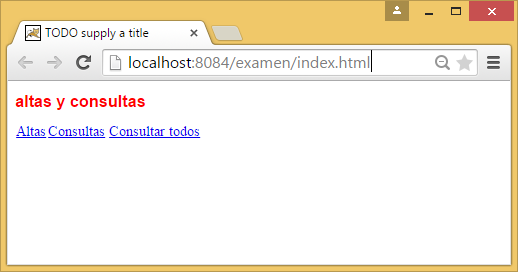 TODO supply a title
localhost:8084/examen/index.html
altas y consultas
Altas Consultas Consultar todos